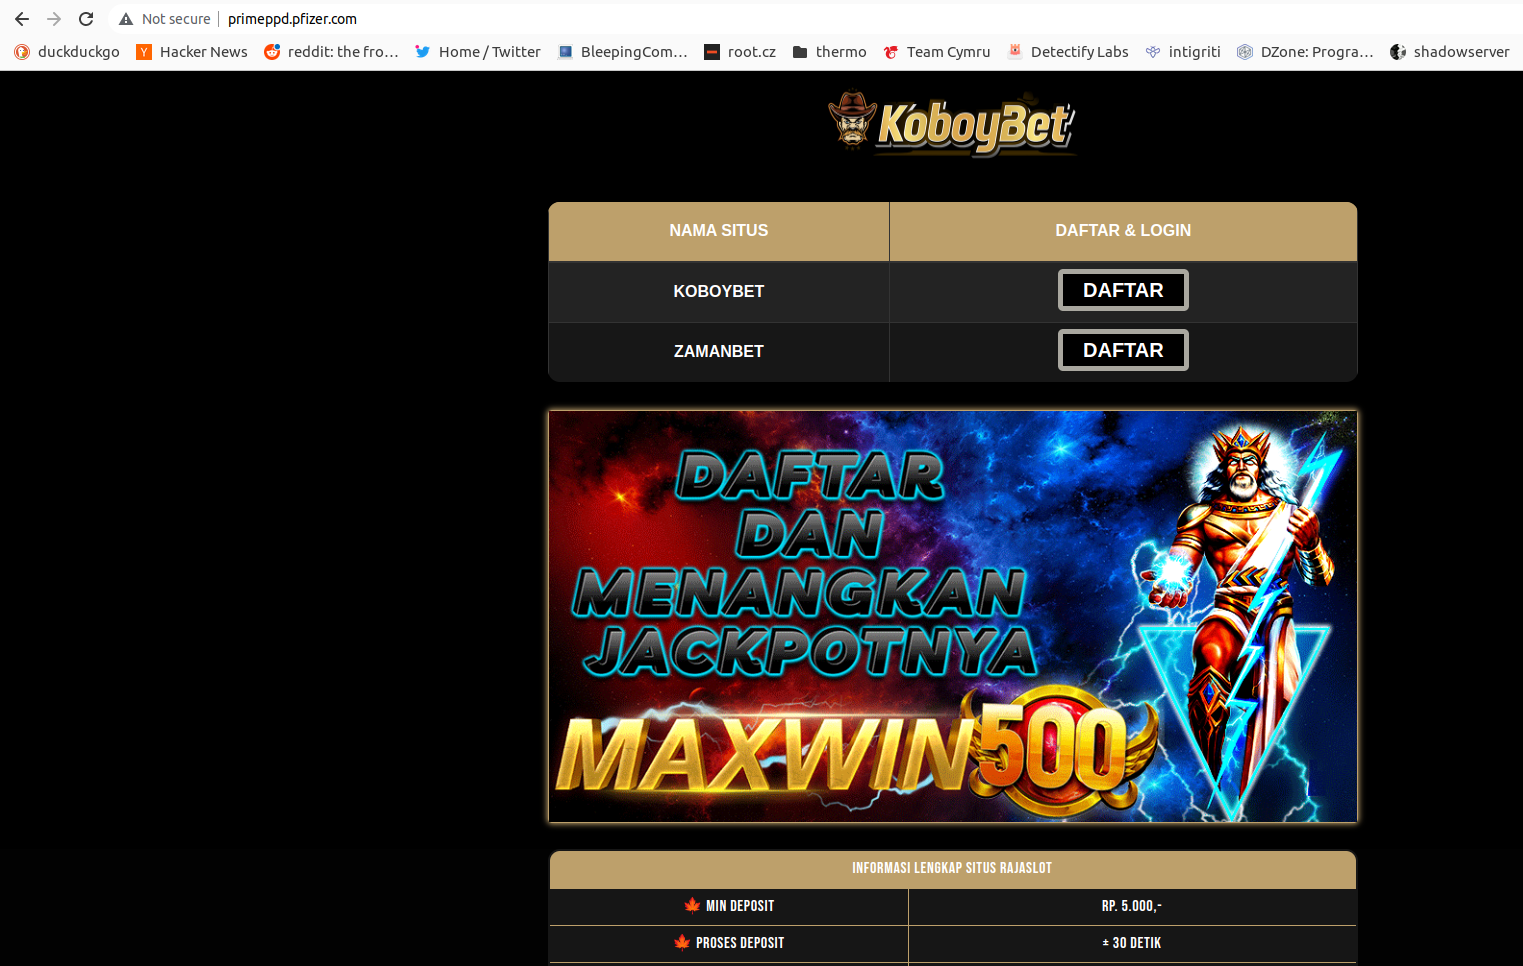 Not secure | primeppd.pfizer.com
duckduckgo Hacker News reddit: the fro... Home / Twitter BleepingCom... root.cz thermo Team Cymru Detectify Labs intigriti DZone: Progra... shadowserver
KoboyBet
NAMA SITUS DAFTAR & LOGIN
KOBOYBET DAFTAR
ZAMANBET DAFTAR
DAFTAR
DAN
MENANGKAN
JACKPOTNYA
MAXWIN 500
INFORMASI LENGKAP SITUS RAJASLOT
MIN DEPOSIT RP. 5.000,-
PROSES DEPOSIT ± 30 DETIK